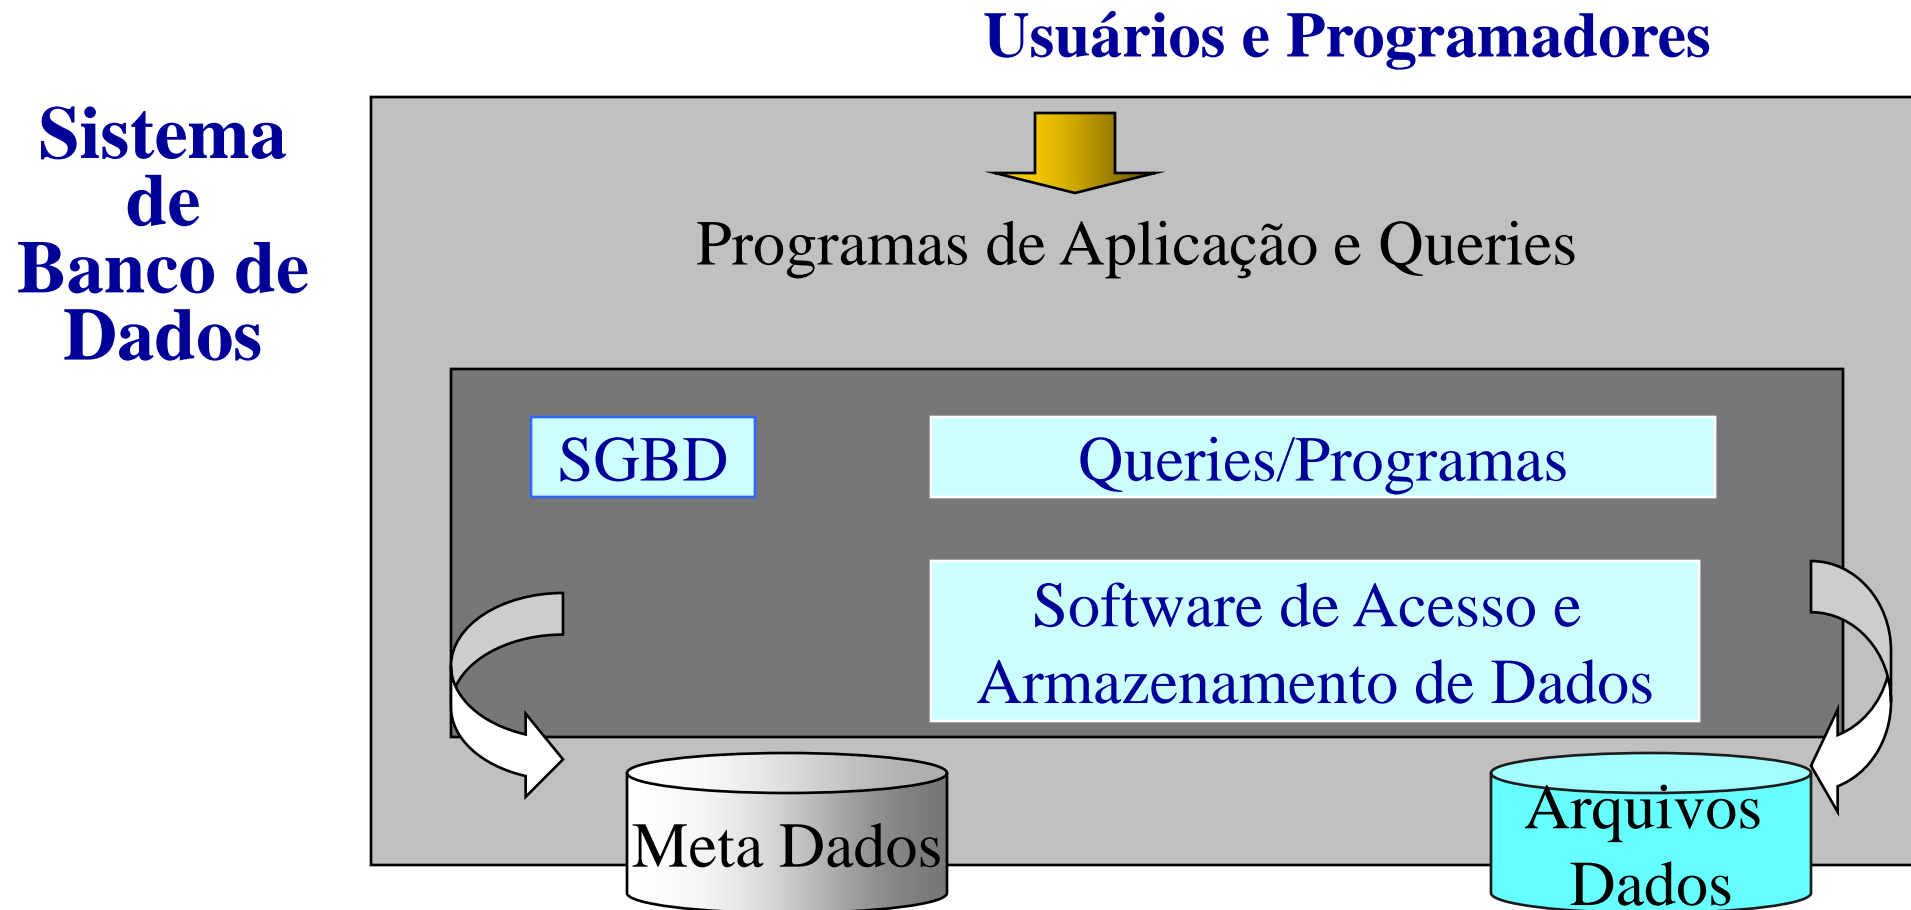 Usuários e Programadores
Sistema
de
Banco de
Dados
Programas de Aplicação e Queries
SGBD
Queries/Programas
Software de Acesso e
Armazenamento de Dados
Meta Dados
Arquivos
Dados